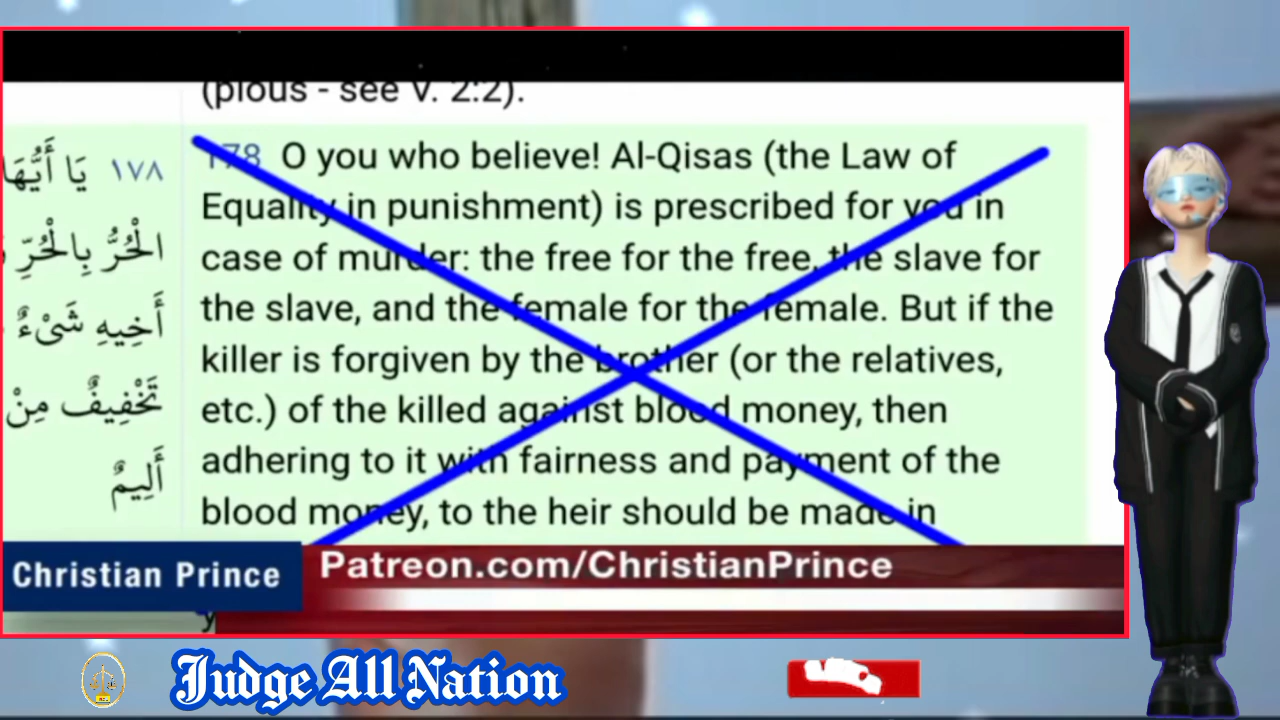 (pious - see V. 2:2).
178 O you who believe! Al-Qisas (the Law of
Equality in punishment) is prescribed for you in
case of murder: the free for the free, the slave for
the slave, and the female for the female. But if the
killer is forgiven by the brother (or the relatives,
etc.) of the killed against blood money, then
adhering to it with fairness and payment of the
blood money, to the heir should be made in
١٧٨ يَا أَيُّهَا
الْحُرُّ بِالْحُرِّ
أَخِيهِ شَىْءٌ
تَخْفِيفٌ مِنْ
أَلِيمٌ
Christian Prince
Patreon.com/ChristianPrince
Judge All Nation